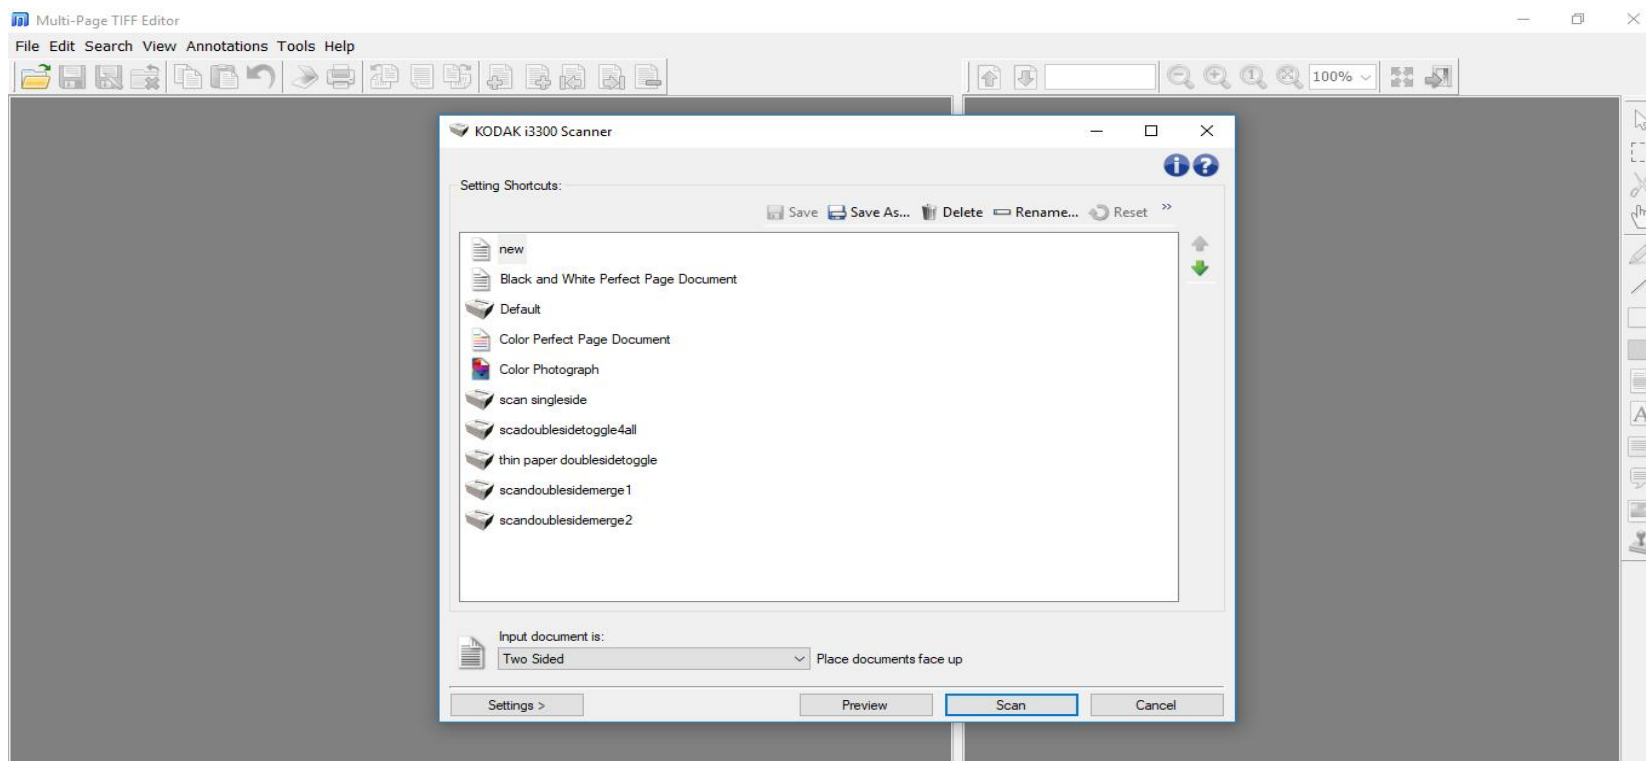 Multi-Page TIFF Editor
File Edit Search View Annotations Tools Help
100%
KODAK i3300 Scanner
Setting Shortcuts:
Save Save As... Delete Rename... Reset »
new
Black and White Perfect Page Document
Default
Color Perfect Page Document
Color Photograph
scan singleside
scadoublesidetoggle4all
thin paper doublesidetoggle
scandoublesidemerge1
scandoublesidemerge2
Input document is:
Two Sided Place documents face up
Settings > Preview Scan Cancel